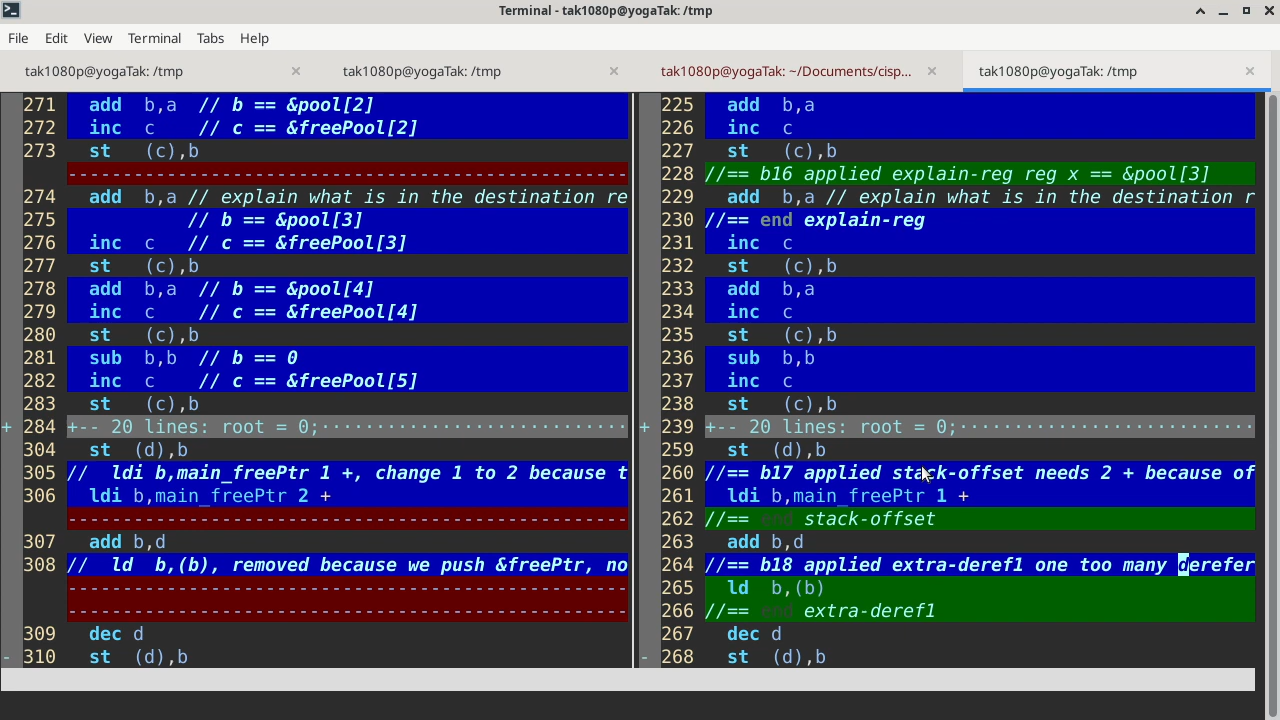 Terminal - tak1080p@yogaTak: /tmp
File Edit View Terminal Tabs Help
tak1080p@yogaTak: /tmp tak1080p@yogaTak: /tmp tak1080p@yogaTak: ~/Documents/cisp... tak1080p@yogaTak: /tmp
271 add b,a // b == &pool[2]
272 inc c // c == &freePool[2]
273 st (c),b
274 add b,a // explain what is in the destination re
275 // b == &pool[3]
276 inc c // c == &freePool[3]
277 st (c),b
278 add b,a // b == &pool[4]
279 inc c // c == &freePool[4]
280 st (c),b
281 sub b,b // b == 0
282 inc c // c == &freePool[5]
283 st (c),b
+ 284 +-- 20 lines: root = 0;
304 st (d),b
305 // ldi b,main_freePtr 1 +, change 1 to 2 because t
306 ldi b,main_freePtr 2 +
307 add b,d
308 // ld b,(b), removed because we push &freePtr, no
309 dec d
- 310 st (d),b
225 add b,a
226 inc c
227 st (c),b
228 //== b16 applied explain-reg reg x == &pool[3]
229 add b,a // explain what is in the destination r
230 //== end explain-reg
231 inc c
232 st (c),b
233 add b,a
234 inc c
235 st (c),b
236 sub b,b
237 inc c
238 st (c),b
+ 239 +-- 20 lines: root = 0;
259 st (d),b
260 //== b17 applied stack-offset needs 2 + because of
261 ldi b,main_freePtr 1 +
262 //== end stack-offset
263 add b,d
264 //== b18 applied extra-deref1 one too many derefer
265 ld b,(b)
266 //== end extra-deref1
267 dec d
- 268 st (d),b